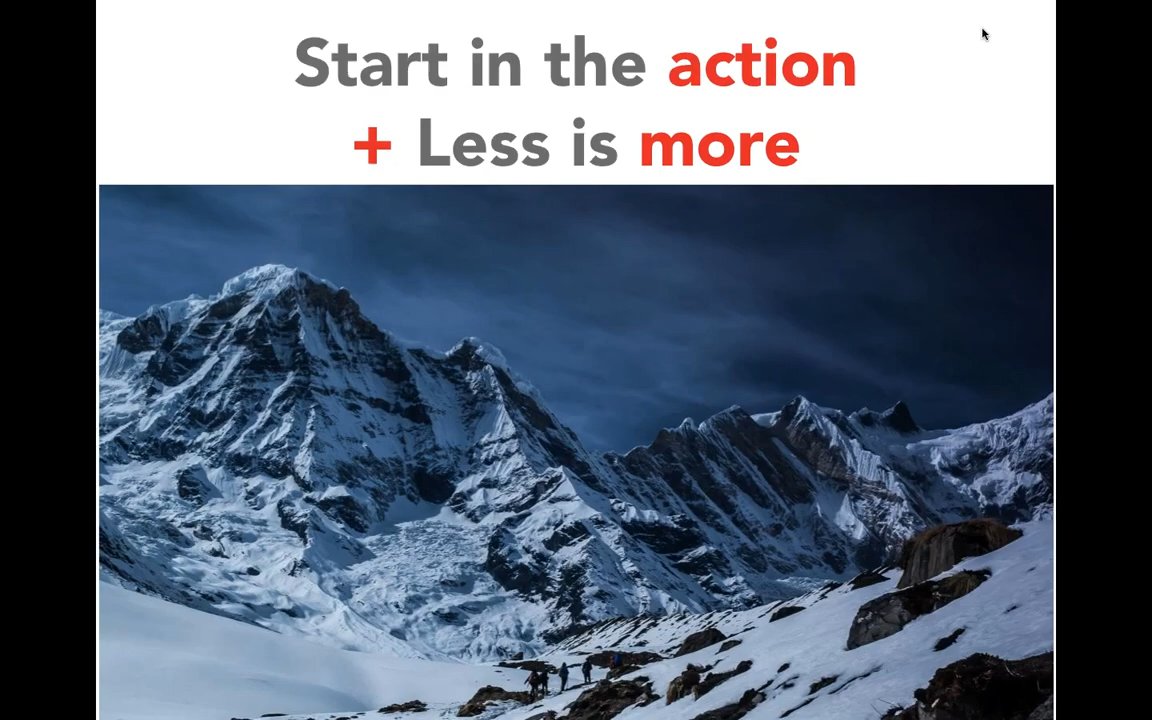 Start in the action
+ Less is more